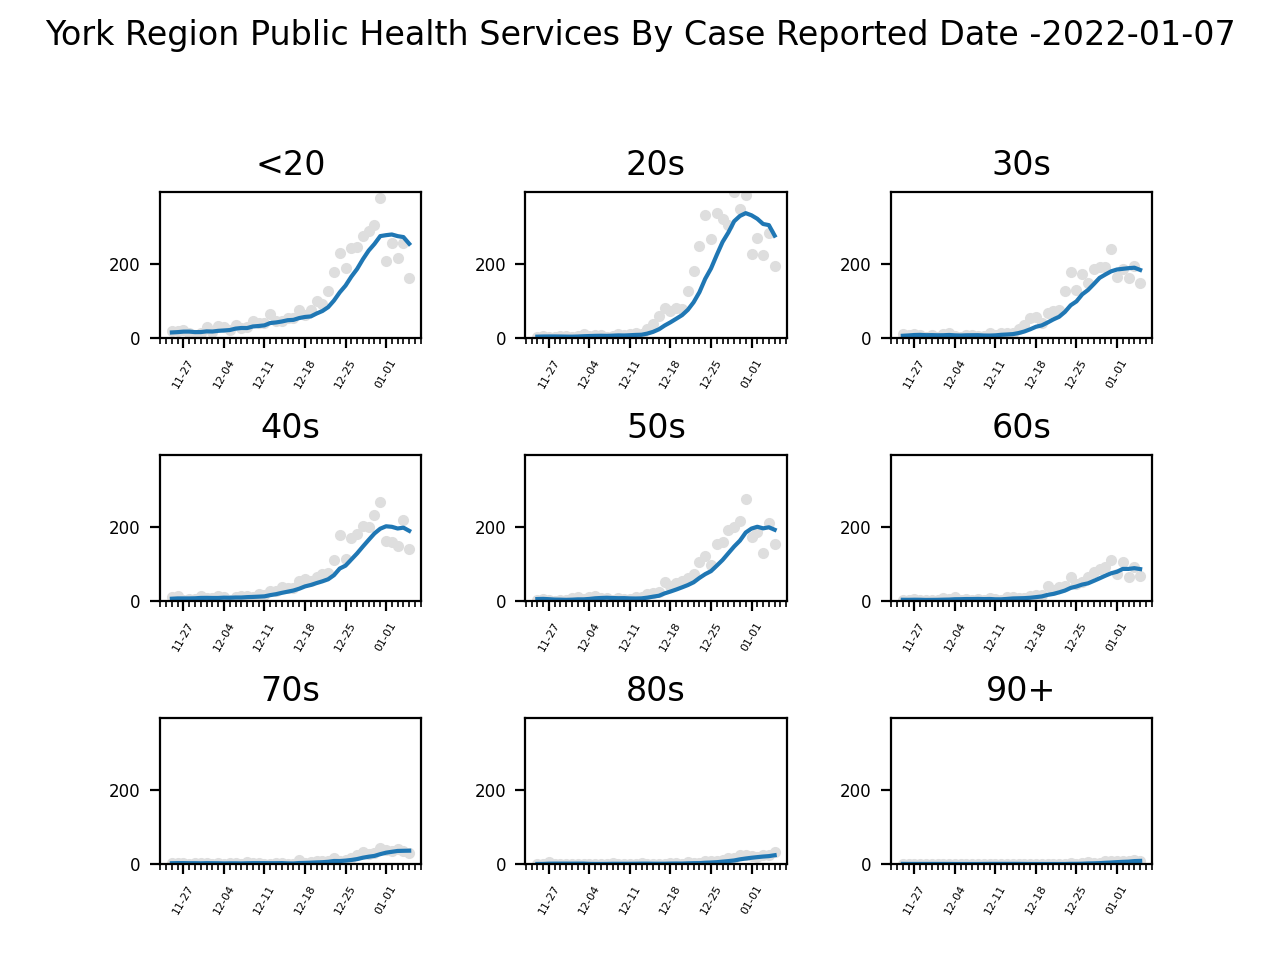 York Region Public Health Services By Case Reported Date -2022-01-07
<20 20s 30s
200 200 200
0 0 0
11-27 12-04 12-11 12-18 12-25 01-01 11-27 12-04 12-11 12-18 12-25 01-01 11-27 12-04 12-11 12-18 12-25 01-01
40s 50s 60s
200 200 200
0 0 0
11-27 12-04 12-11 12-18 12-25 01-01 11-27 12-04 12-11 12-18 12-25 01-01 11-27 12-04 12-11 12-18 12-25 01-01
70s 80s 90+
200 200 200
0 0 0
11-27 12-04 12-11 12-18 12-25 01-01 11-27 12-04 12-11 12-18 12-25 01-01 11-27 12-04 12-11 12-18 12-25 01-01